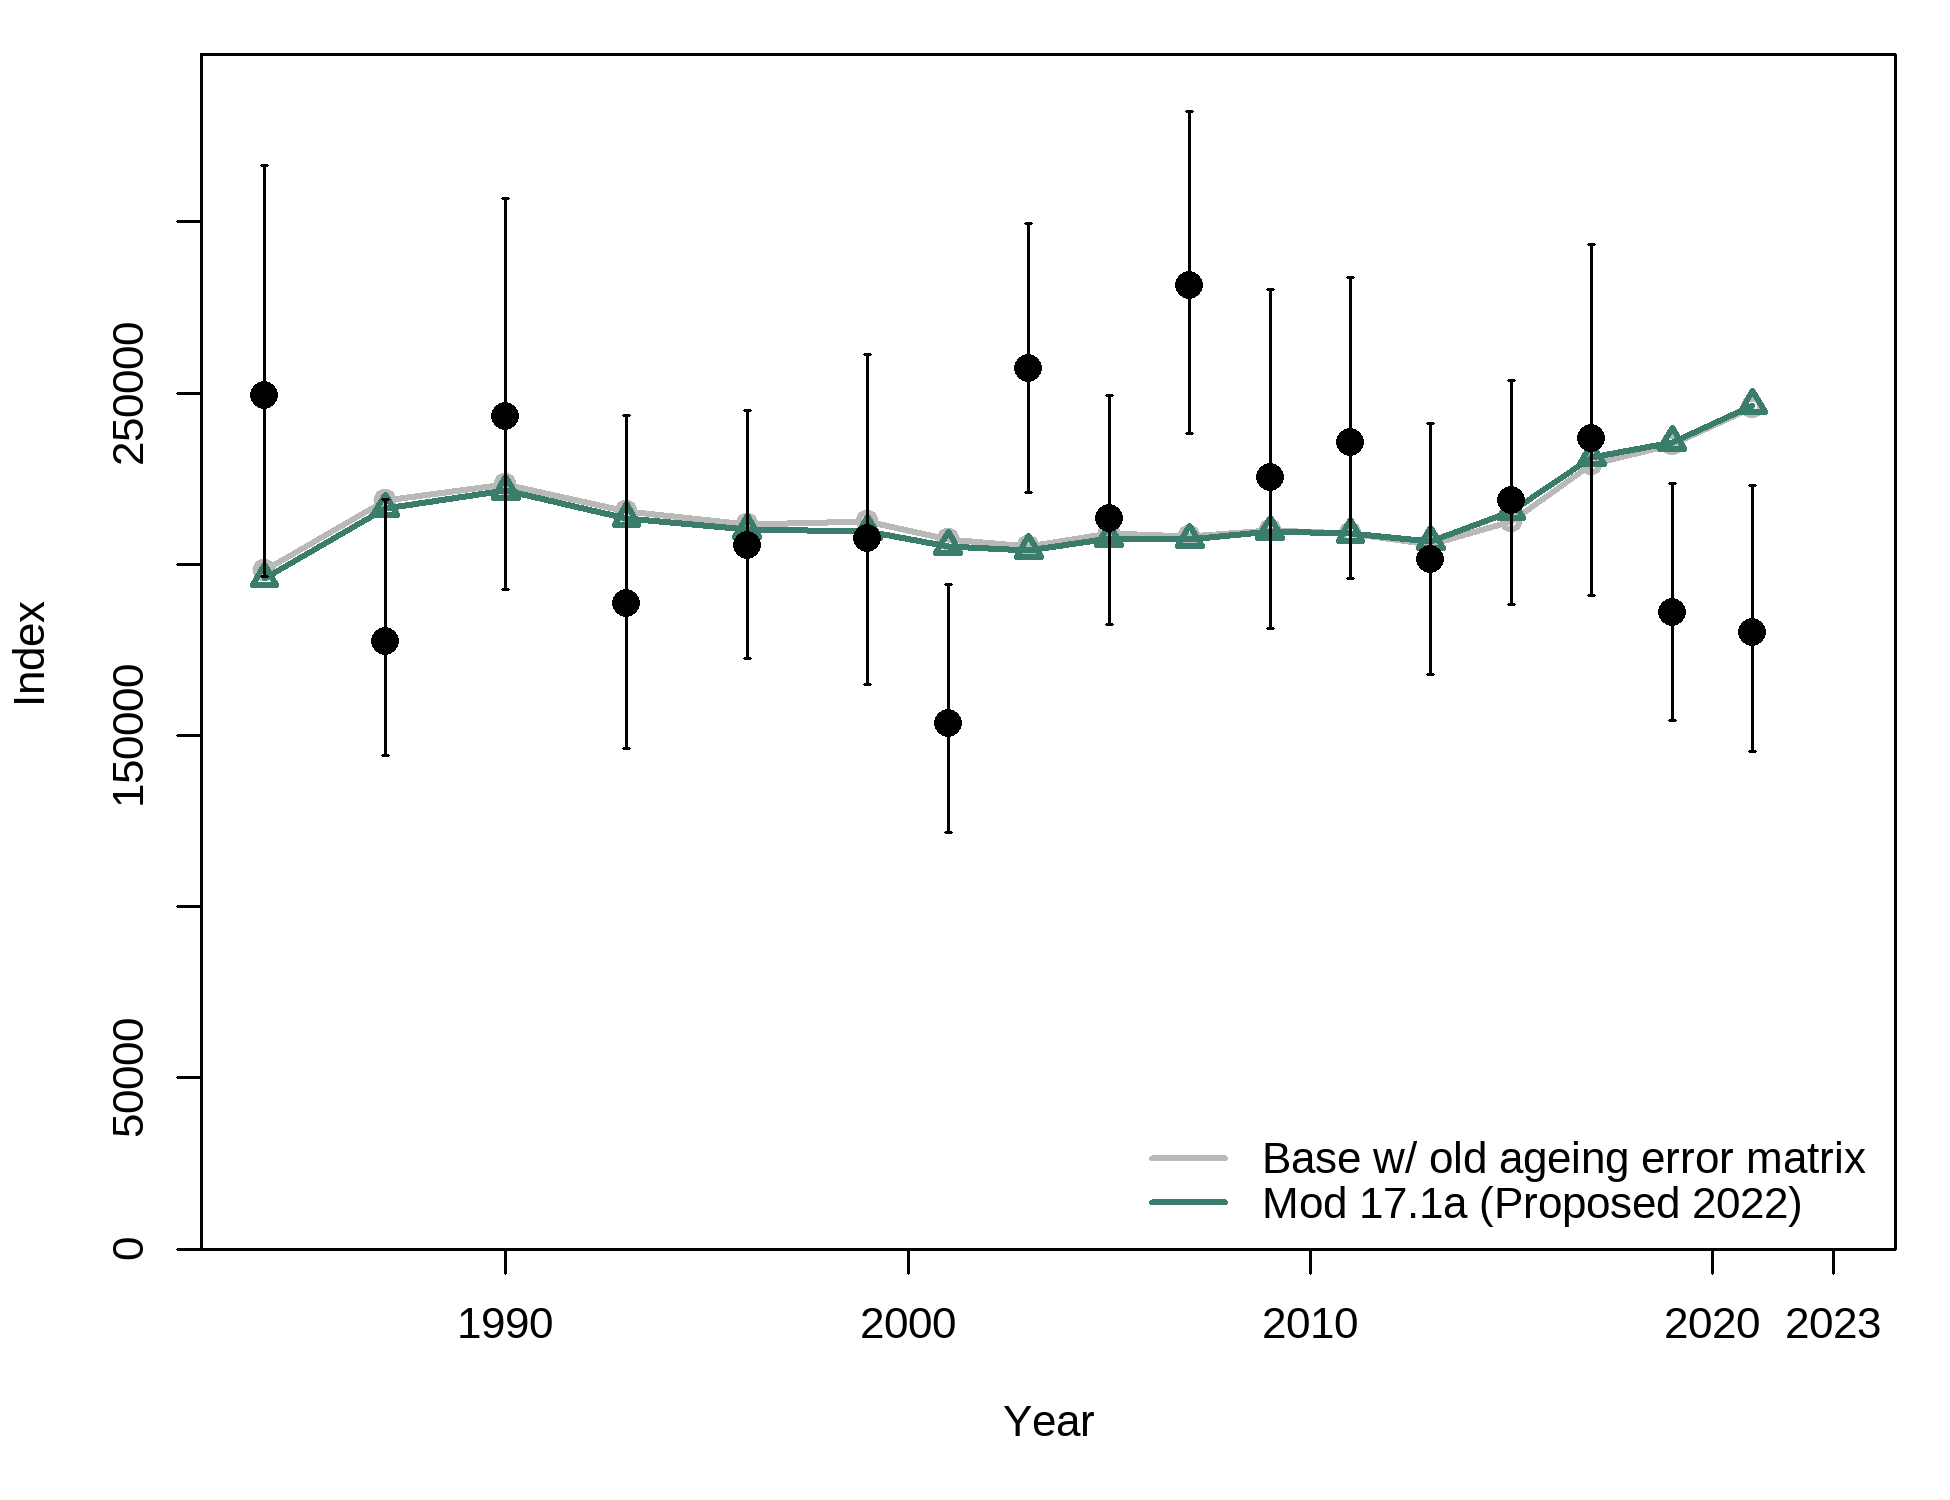 250000
150000
50000
0
Index
Base w/ old ageing error matrix
Mod 17.1a (Proposed 2022)
1990 2000 2010 2020 2023
Year